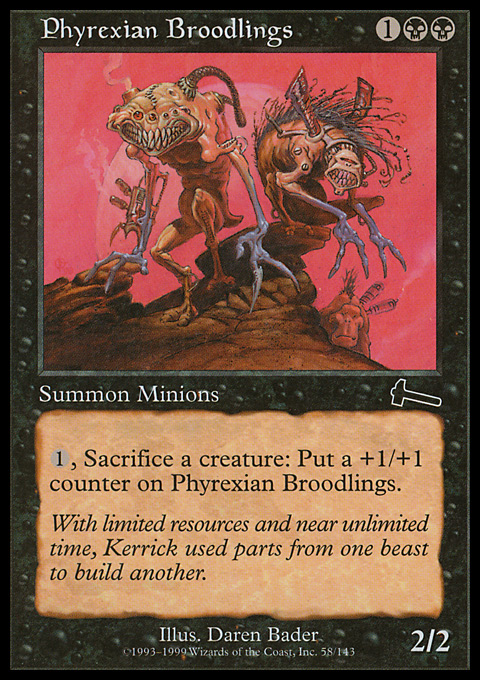 Phyrexian Broodlings 1
Summon Minions
1, Sacrifice a creature: Put a +1/+1
counter on Phyrexian Broodlings.
With limited resources and near unlimited
time, Kerrick used parts from one beast
to build another.
Illus. Daren Bader
©1993-1999 Wizards of the Coast, Inc. 58/143
2/2